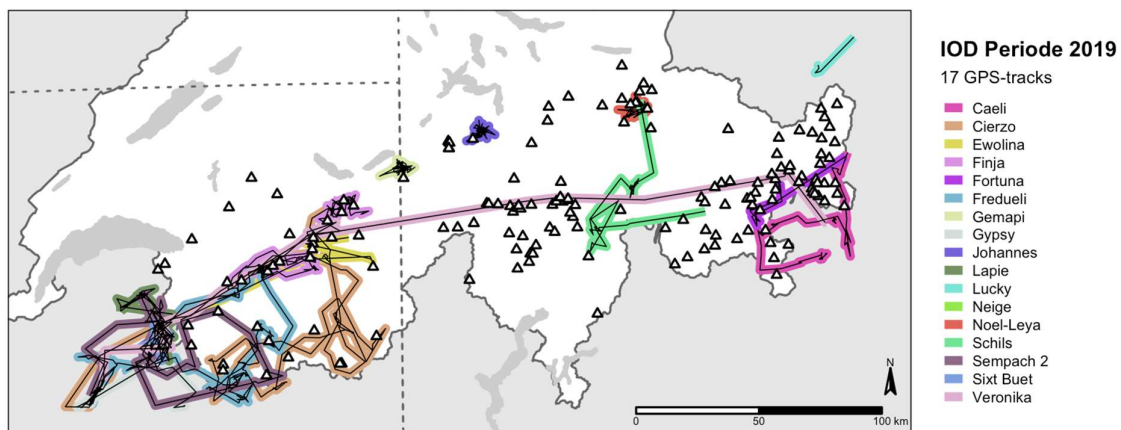 IOD Periode 2019
17 GPS-tracks
Caeli
Cierzo
Ewolina
Finja
Fortuna
Fredueli
Gemapi
Gypsy
Johannes
Lapie
Lucky
Neige
Noel-Leya
Schils
Sempach 2
Sixt Buet
Veronika
N
0 50 100 km